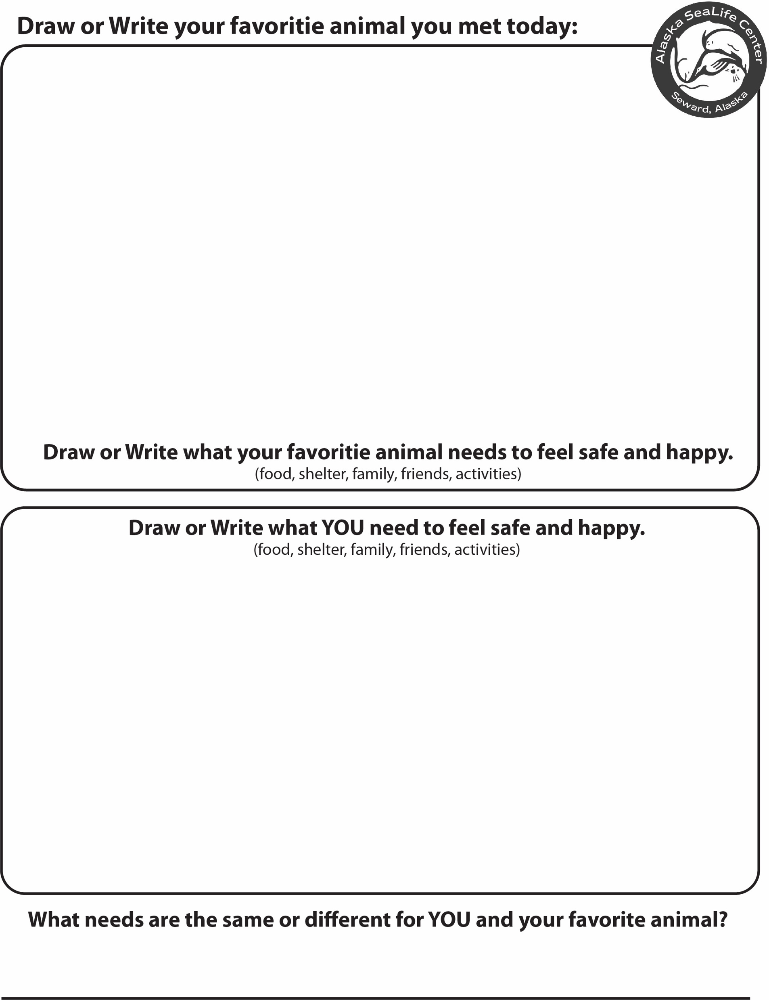 Draw or Write your favoritie animal you met today:
Alaska SeaLife Center
Seward, Alaska
Draw or Write what your favoritie animal needs to feel safe and happy.
(food, shelter, family, friends, activities)
Draw or Write what YOU need to feel safe and happy.
(food, shelter, family, friends, activities)
What needs are the same or different for YOU and your favorite animal?